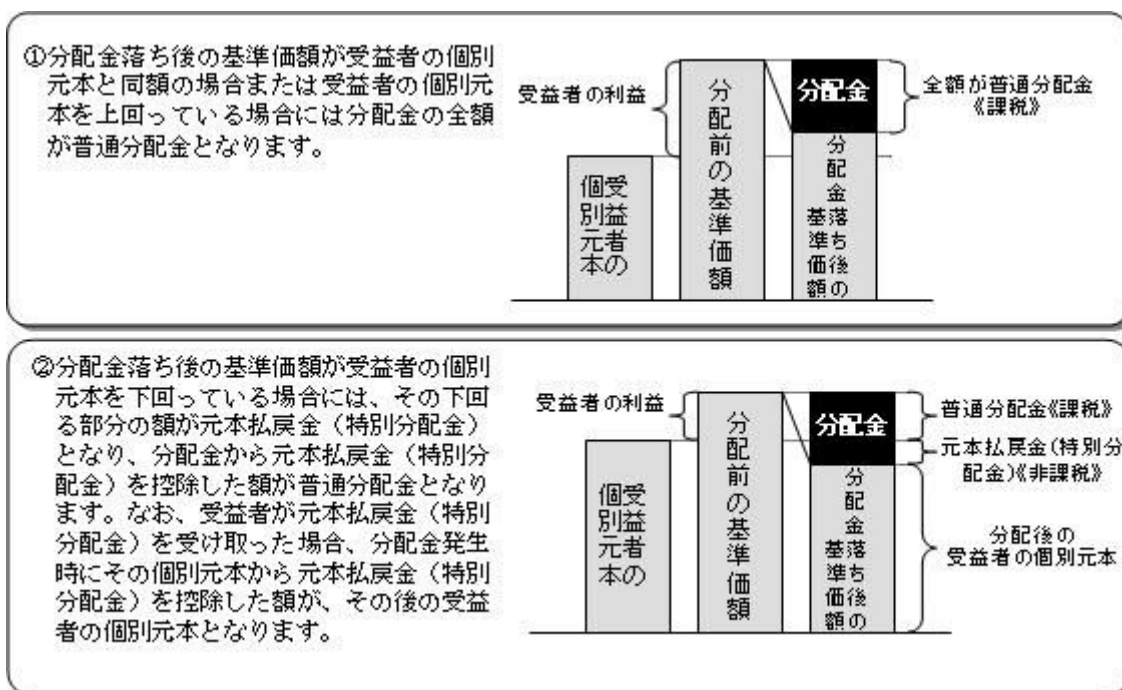 ①分配金落ち後の基準価額が受益者の個別
元本と同額の場合または受益者の個別元
本を上回っている場合には分配金の全額
が普通分配金となります。
受益者の利益
受益者の
個別元本
分配前の基準価額
分配金
分配金落ち後の
基準価額
全額が普通分配金
《課税》
②分配金落ち後の基準価額が受益者の個別
元本を下回っている場合には、その下回
る部分の額が元本払戻金（特別分配金）
となり、分配金から元本払戻金（特別分
配金）を控除した額が普通分配金となり
ます。なお、受益者が元本払戻金（特別
分配金）を受け取った場合、分配金発生
時にその個別元本から元本払戻金（特別
分配金）を控除した額が、その後の受益
者の個別元本となります。
受益者の利益
受益者の
個別元本
分配前の基準価額
分配金
分配金落ち後の
基準価額
普通分配金《課税》
元本払戻金(特別分
配金)《非課税》
分配後の
受益者の個別元本